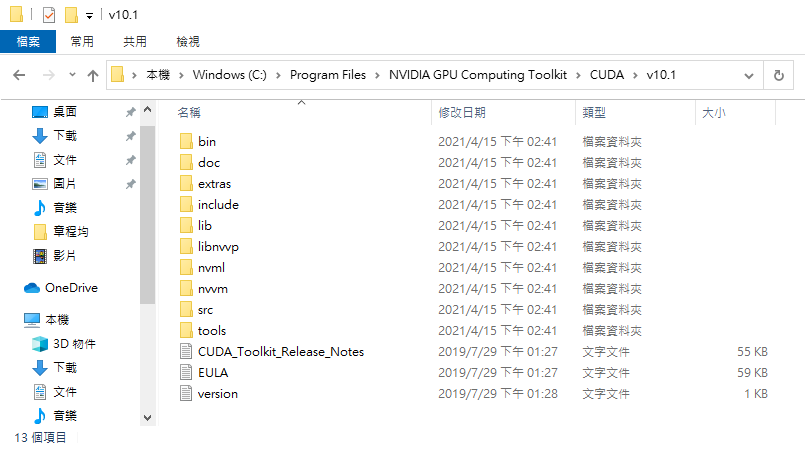 v10.1
檔案 常用 共用 檢視
本機 Windows (C:) Program Files NVIDIA GPU Computing Toolkit CUDA v10.1
名稱 修改日期 類型 大小
桌面
下載
文件
圖片
音樂
章程均
影片
OneDrive
本機
3D 物件
下載
文件
音樂
bin 2021/4/15 下午 02:41 檔案資料夾
doc 2021/4/15 下午 02:41 檔案資料夾
extras 2021/4/15 下午 02:41 檔案資料夾
include 2021/4/15 下午 02:41 檔案資料夾
lib 2021/4/15 下午 02:41 檔案資料夾
libnvvp 2021/4/15 下午 02:41 檔案資料夾
nvml 2021/4/15 下午 02:41 檔案資料夾
nvvm 2021/4/15 下午 02:41 檔案資料夾
src 2021/4/15 下午 02:41 檔案資料夾
tools 2021/4/15 下午 02:41 檔案資料夾
CUDA_Toolkit_Release_Notes 2019/7/29 下午 01:27 文字文件 55 KB
EULA 2019/7/29 下午 01:27 文字文件 59 KB
version 2019/7/29 下午 01:28 文字文件 1 KB
13 個項目